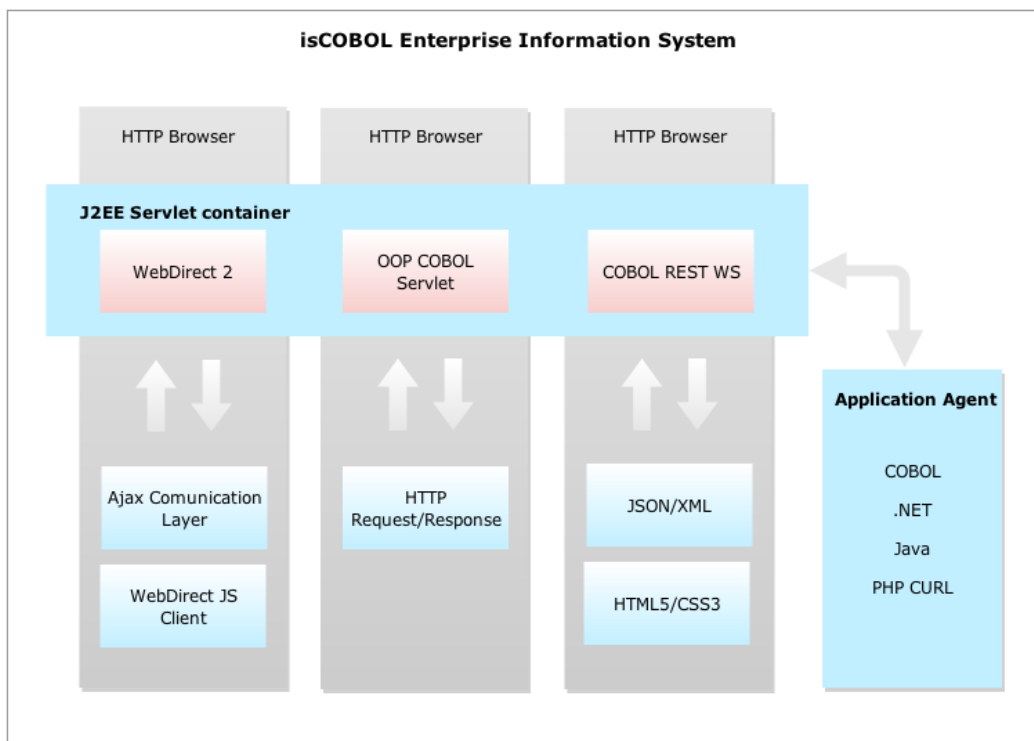 isCOBOL Enterprise Information System
HTTP Browser
HTTP Browser
HTTP Browser
J2EE Servlet container
WebDirect 2
OOP COBOL
Servlet
COBOL REST WS
Application Agent
COBOL
.NET
Java
PHP CURL
Ajax Comunication
Layer
HTTP
Request/Response
JSON/XML
WebDirect JS
Client
HTML5/CSS3